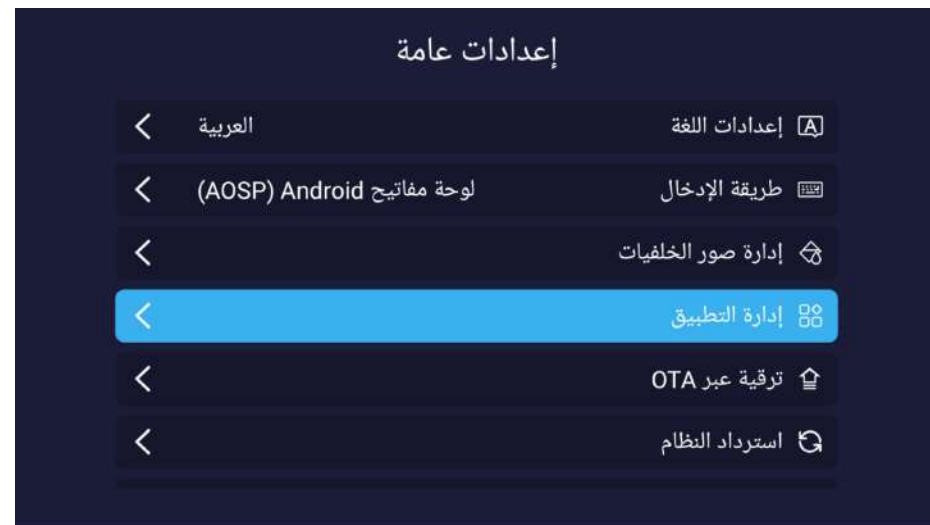 إعدادات عامة
إعدادات اللغة العربية
طريقة الإدخال لوحة مفاتيح Android (AOSP)
إدارة صور الخلفيات
إدارة التطبيق
ترقية عبر OTA
استرداد النظام